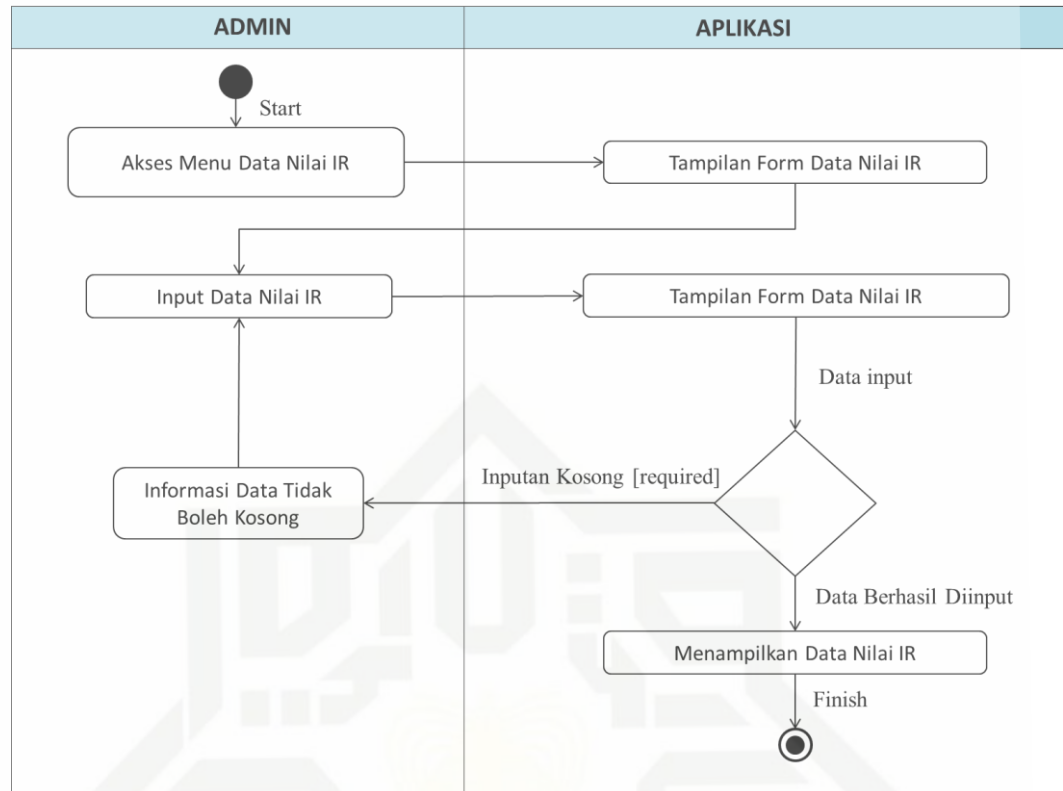 ADMIN
APLIKASI
Start
Akses Menu Data Nilai IR
Tampilan Form Data Nilai IR
Input Data Nilai IR
Tampilan Form Data Nilai IR
Data input
Inputan Kosong [required]
Informasi Data Tidak
Boleh Kosong
Data Berhasil Diinput
Menampilkan Data Nilai IR
Finish